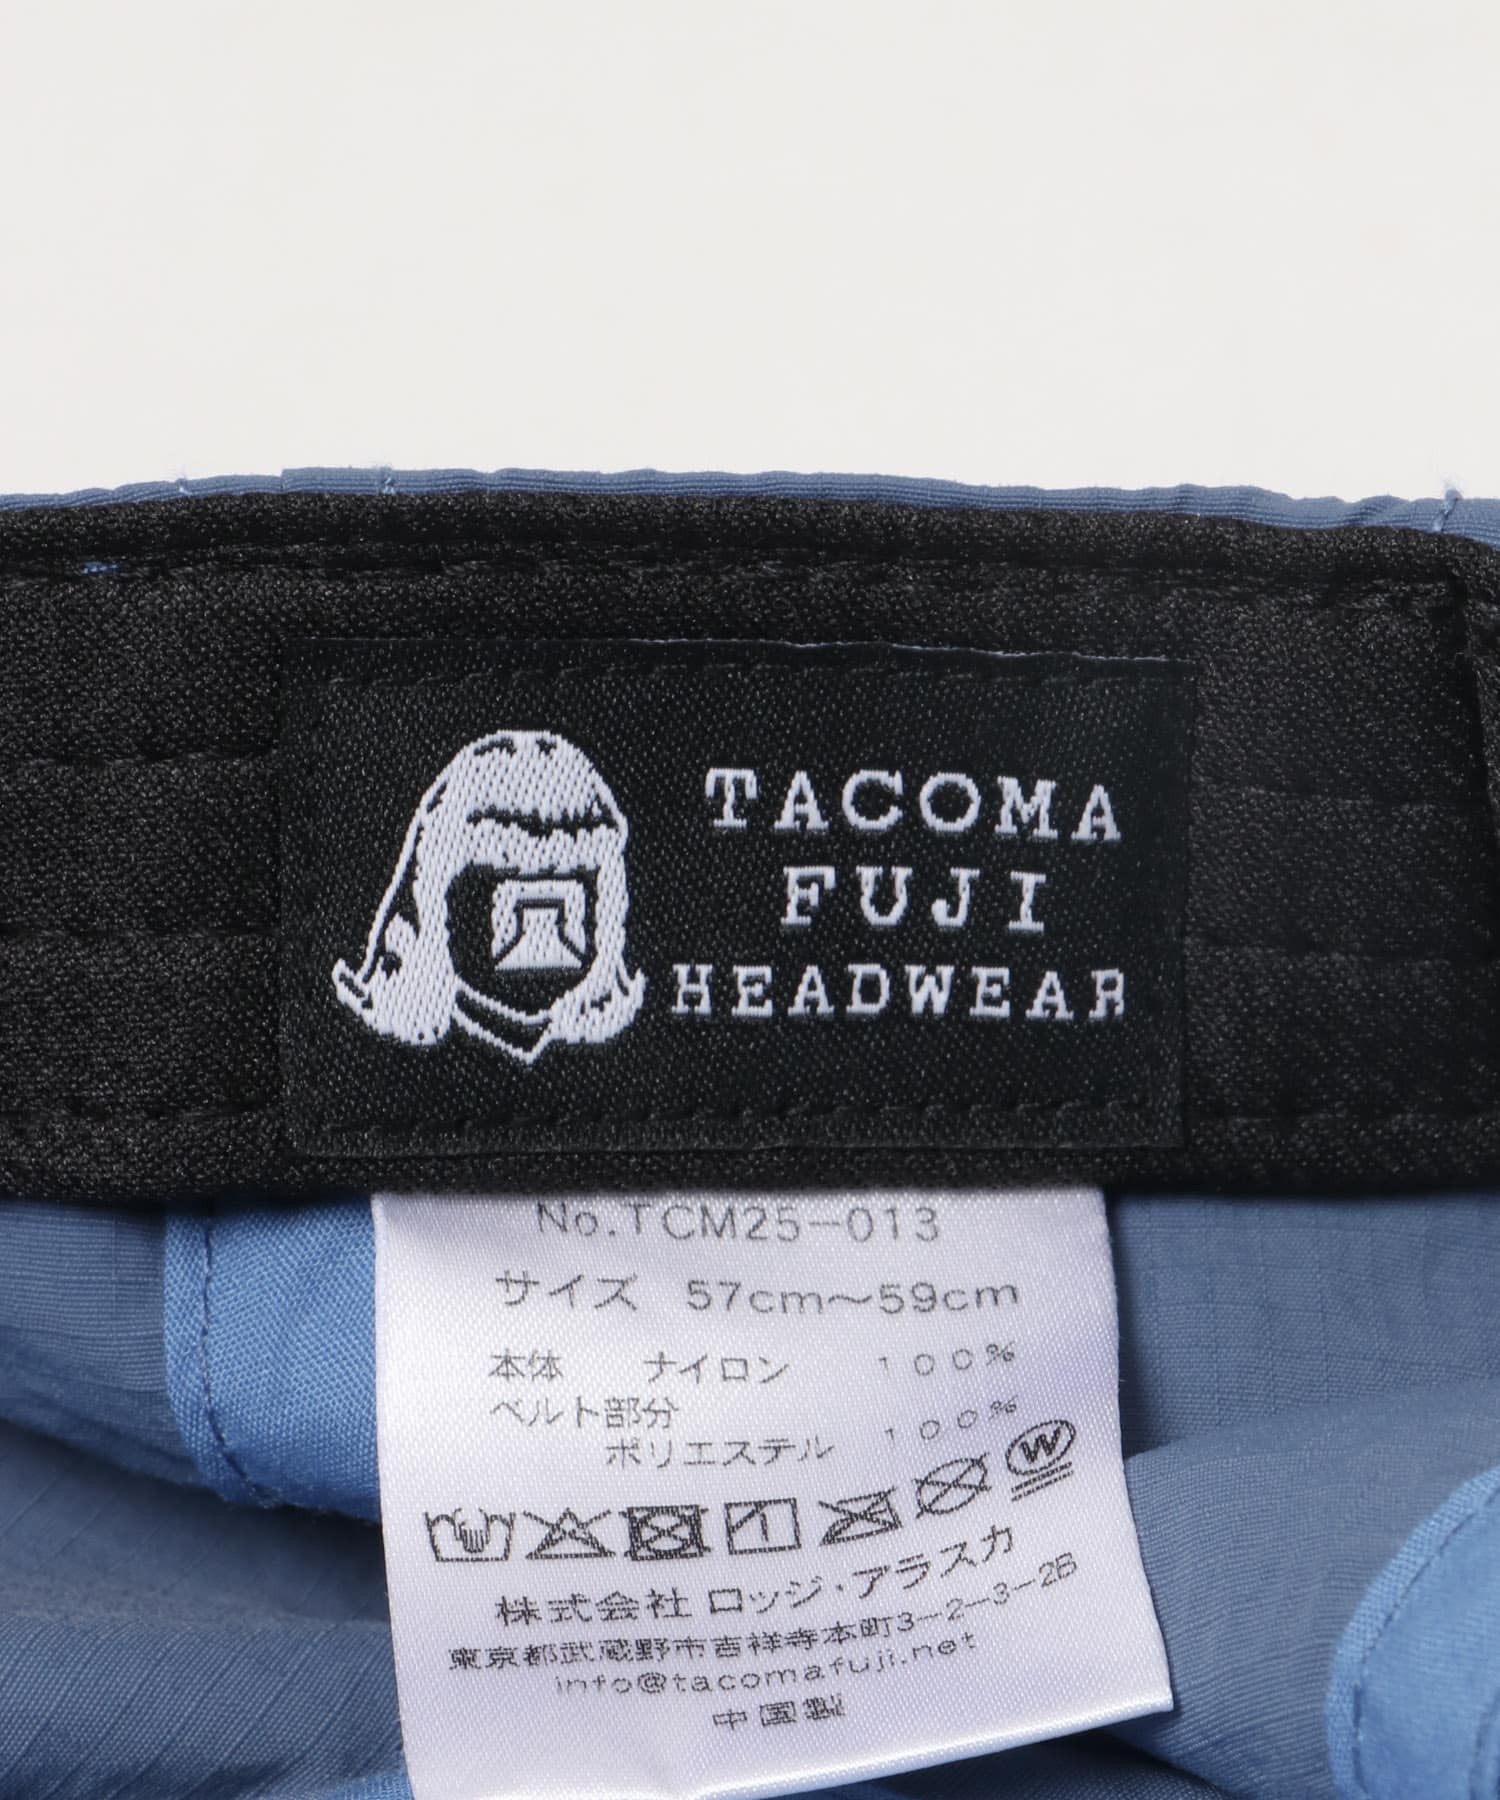 TACOMA
FUJI
HEADWEAR
No.TCM25-013
サイズ 57cm〜59cm
本体 ナイロン 100%
ベルト部分
ポリエステル 100%
W
株式会社 ロッジ・アラスカ
東京都武蔵野市吉祥寺本町3-2-3-2B
info@tacomafuji.net
中国製